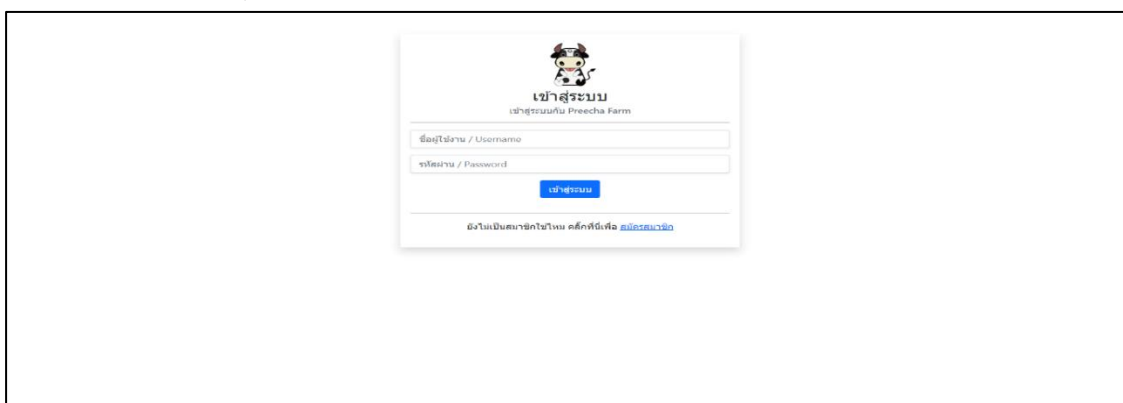 เข้าสู่ระบบ
เข้าสู่ระบบกับ Preecha Farm
ชื่อผู้ใช้งาน / Username
รหัสผ่าน / Password
เข้าสู่ระบบ
ยังไม่เป็นสมาชิกใช่ไหม คลิ๊กที่นี่เพื่อ สมัครสมาชิก